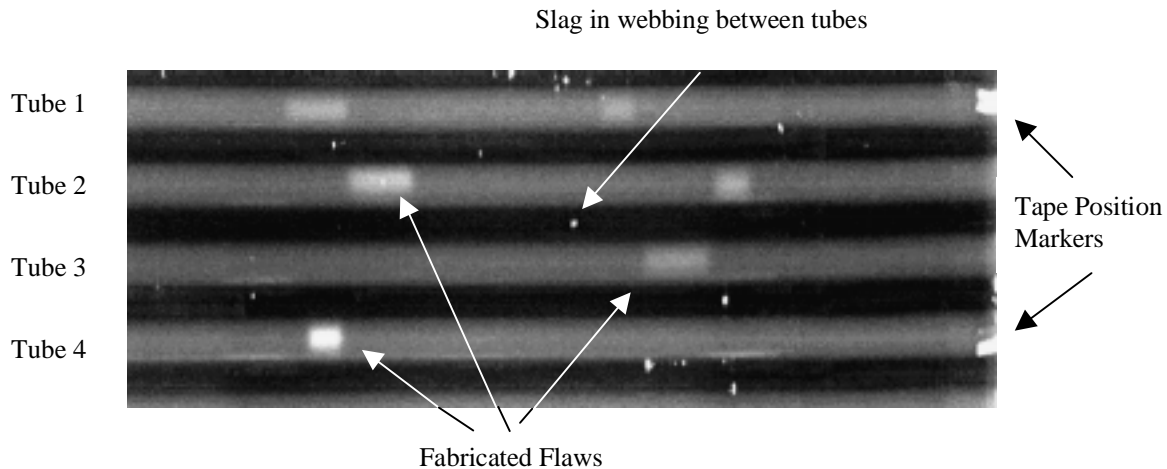 Slag in webbing between tubes
Tube 1
Tube 2
Tube 3
Tube 4
Tape Position
Markers
Fabricated Flaws